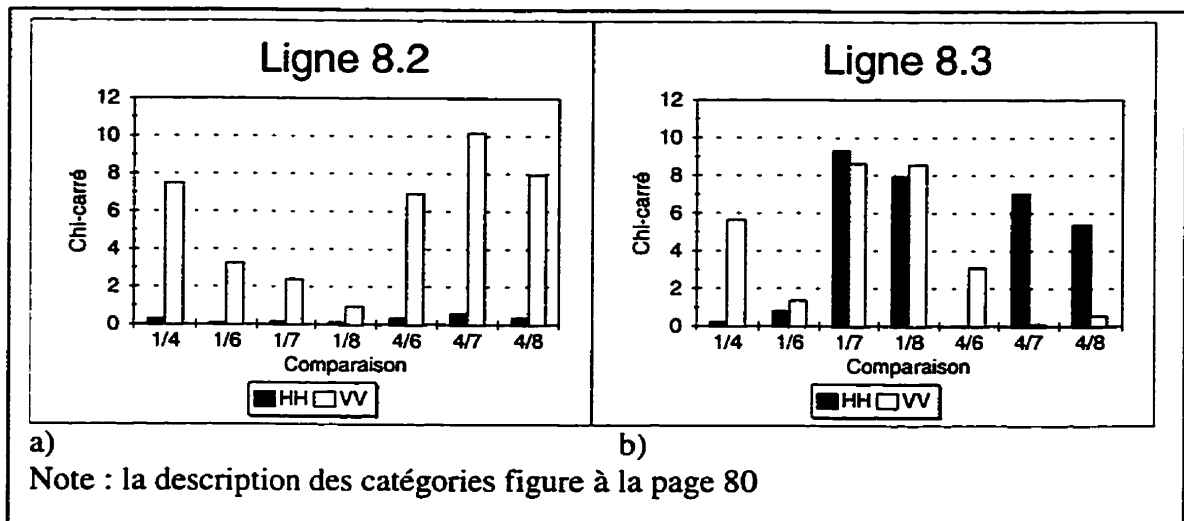 Ligne 8.2
12
10
8
6
4
2
0
Chi-carré
1/4 1/6 1/7 1/8 4/6 4/7 4/8
Comparaison
HH VV
a)
Ligne 8.3
12
10
8
6
4
2
0
Chi-carré
1/4 1/6 1/7 1/8 4/6 4/7 4/8
Comparaison
HH VV
b)
Note : la description des catégories figure à la page 80